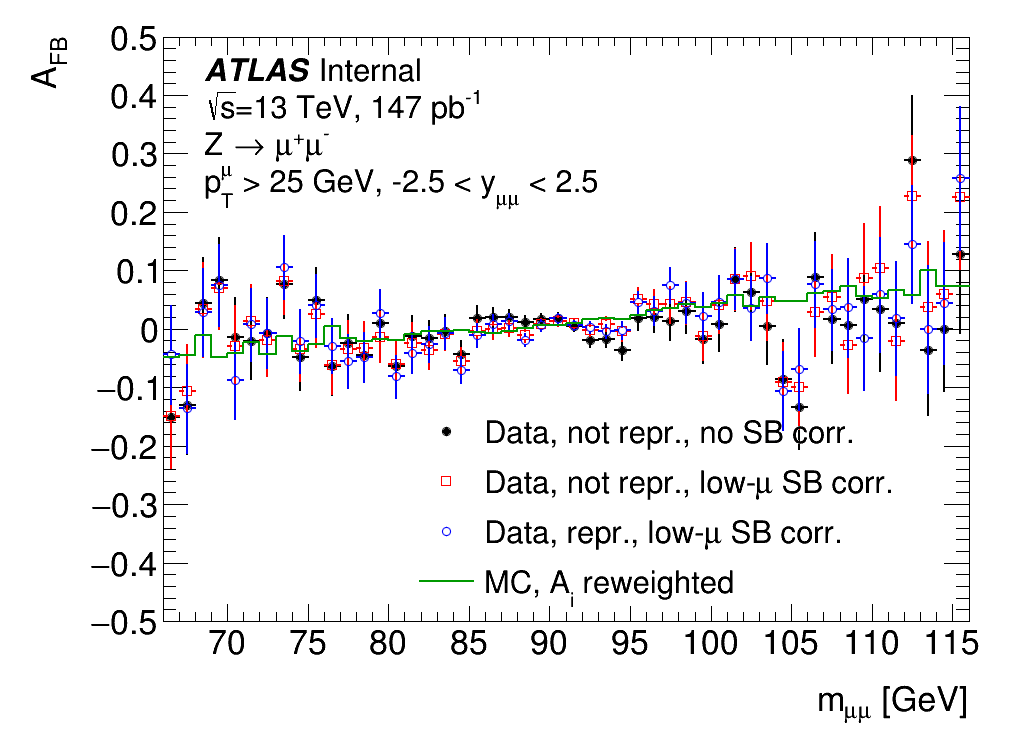 A_FB
0.5
0.4
0.3
0.2
0.1
0
−0.1
−0.2
−0.3
−0.4
−0.5
ATLAS Internal
√s=13 TeV, 147 pb⁻¹
Z → μ⁺μ⁻
p_T^μ > 25 GeV, -2.5 < y_μμ < 2.5
Data, not repr., no SB corr.
Data, not repr., low-μ SB corr.
Data, repr., low-μ SB corr.
MC, A_i reweighted
70 75 80 85 90 95 100 105 110 115
m_μμ [GeV]